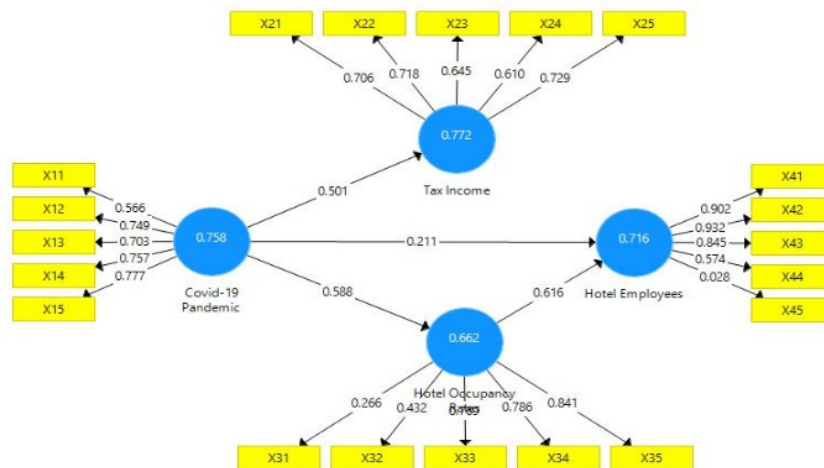 X21 X22 X23 X24 X25
0.706 0.718 0.645 0.610 0.729
0.772
Tax Income
X11
X12
X13
X14
X15
0.566
0.749
0.703
0.757
0.777
0.758
Covid-19
Pandemic
0.501
0.211
0.588
0.616
0.716
Hotel Employees
X41
X42
X43
X44
X45
0.902
0.932
0.845
0.574
0.028
0.662
Hotel Occupancy
0.266 0.432 0.786 0.841
X31 X32 X33 X34 X35